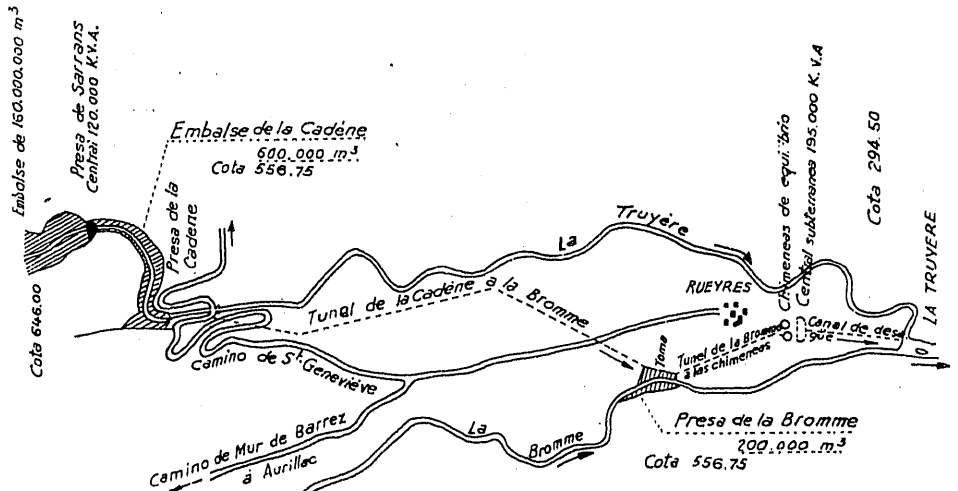 Embalse de 160.000.000 m³
Presa de Sarrans
Central 120.000 K.V.A.
Cota 646.00
Embalse de la Cadéne
600.000 m³
Cota 556.75
Presa de la
Cadene
La Truyère
Tunel de la Cadéne a la Bromme
RUEYRES
Chimeneas de equilibrio
Central subterranea 195.000 K.V.A
Cota 294.50
LA TRUYERE
Canal de desa
güe
Toma
Tunel de la Bromme
a las chimeneas
Camino de St. Geneviève
Camino de Mur de Barrez
á Aurillac
La Bromme
Presa de la Bromme
200.000 m³
Cota 556.75